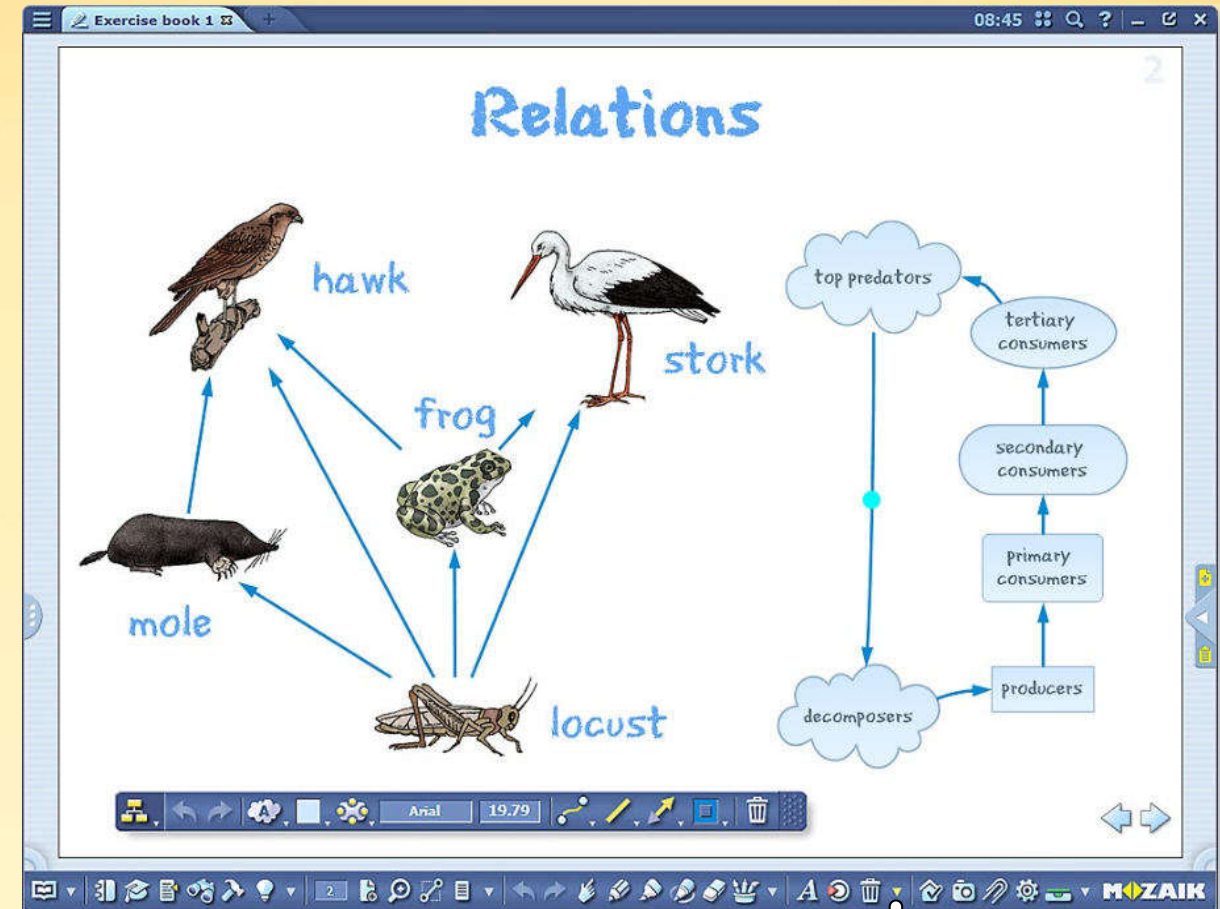 Exercise book 1
08:45
2
Relations
hawk
stork
frog
mole
locust
top predators
tertiary
consumers
secondary
consumers
primary
consumers
producers
decomposers
A
Arial
19.79
2
A
MOZAIK